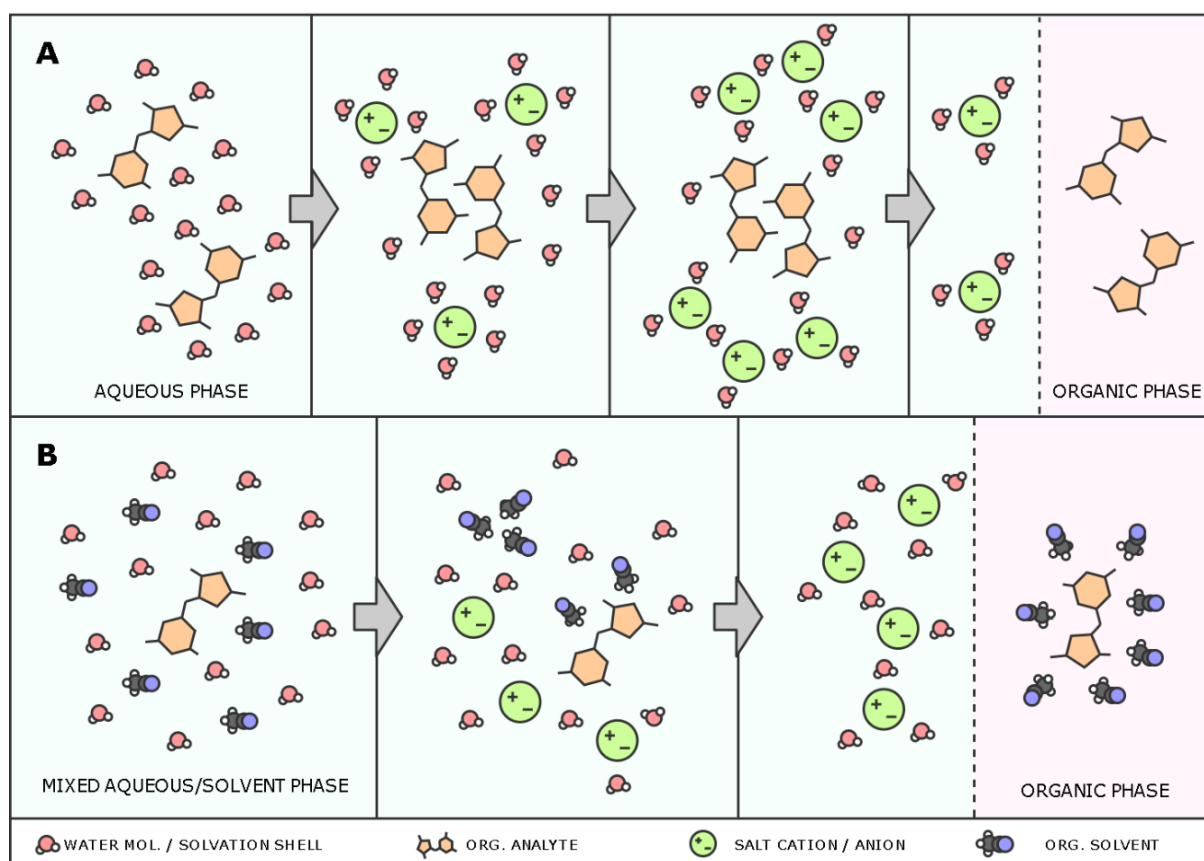 A
AQUEOUS PHASE
ORGANIC PHASE
B
MIXED AQUEOUS/SOLVENT PHASE
ORGANIC PHASE
WATER MOL. / SOLVATION SHELL
ORG. ANALYTE
SALT CATION / ANION
ORG. SOLVENT